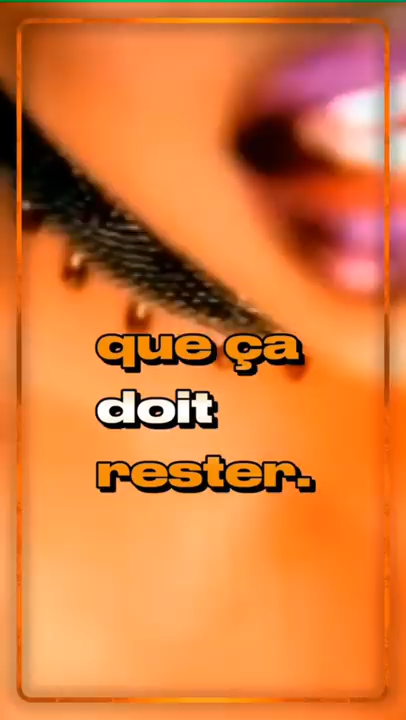 que ça
doit
rester.